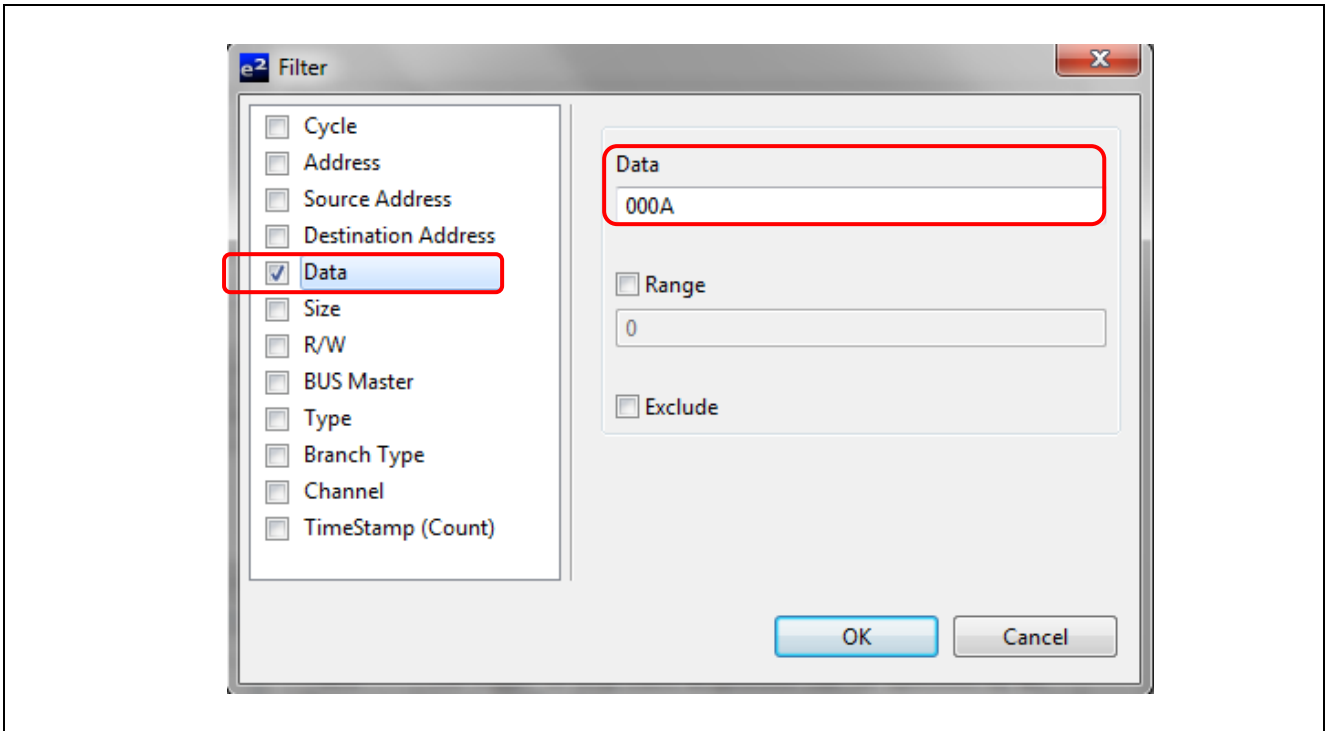 e² Filter
Cycle
Address
Source Address
Destination Address
Data
Size
R/W
BUS Master
Type
Branch Type
Channel
TimeStamp (Count)
Data
000A
Range
0
Exclude
OK
Cancel